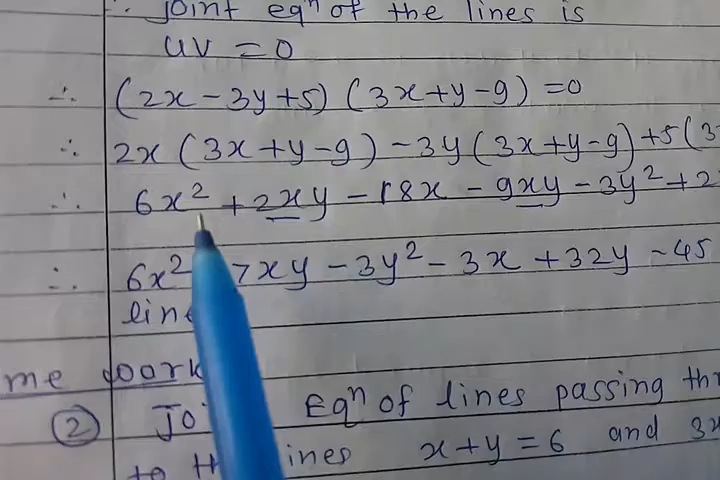 ∴ joint eqⁿ of the lines is
uv = 0
∴ (2x - 3y + 5) (3x + y - 9) = 0
∴ 2x (3x + y - 9) - 3y (3x + y - 9) + 5 (3
∴ 6x² + 2xy - 18x - 9xy - 3y² + 2
∴ 6x² 7xy - 3y² - 3x + 32y - 45
line
me work
② Joi Eqⁿ of lines passing thr
to th ines x + y = 6 and 3x